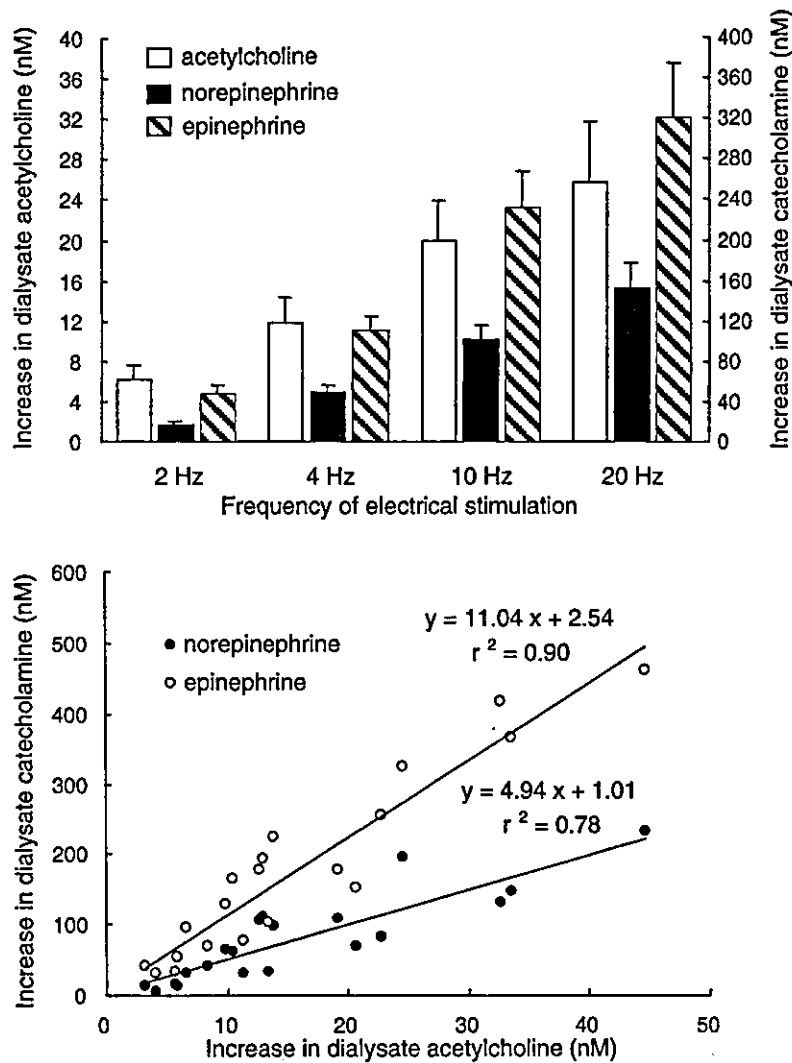 Increase in dialysate acetylcholine (nM)
40
36
32
28
24
20
16
12
8
4
0
acetylcholine
norepinephrine
epinephrine
400
360
320
280
240
200
160
120
80
40
0
Increase in dialysate catecholamine (nM)
2 Hz 4 Hz 10 Hz 20 Hz
Frequency of electrical stimulation
Increase in dialysate catecholamine (nM)
600
500
400
300
200
100
0
norepinephrine
epinephrine
y = 11.04 x + 2.54
r ² = 0.90
y = 4.94 x + 1.01
r ² = 0.78
0 10 20 30 40 50
Increase in dialysate acetylcholine (nM)